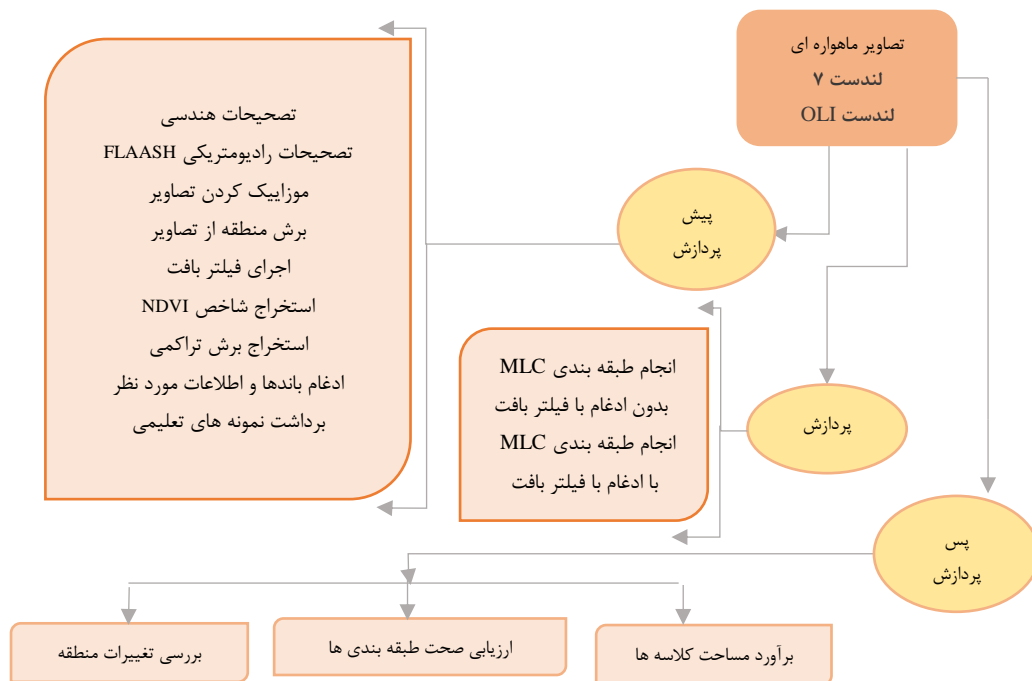 تصاویر ماهواره ای
لندست ۷
لندست OLI
پیش
پردازش
تصحیحات هندسی
تصحیحات رادیومتریکی FLAASH
موزاییک کردن تصاویر
برش منطقه از تصاویر
اجرای فیلتر بافت
استخراج شاخص NDVI
استخراج برش تراکمی
ادغام باندها و اطلاعات مورد نظر
برداشت نمونه های تعلیمی
پردازش
انجام طبقه بندی MLC
بدون ادغام با فیلتر بافت
انجام طبقه بندی MLC
با ادغام با فیلتر بافت
پس
پردازش
برآورد مساحت کلاسه ها
ارزیابی صحت طبقه بندی ها
بررسی تغییرات منطقه